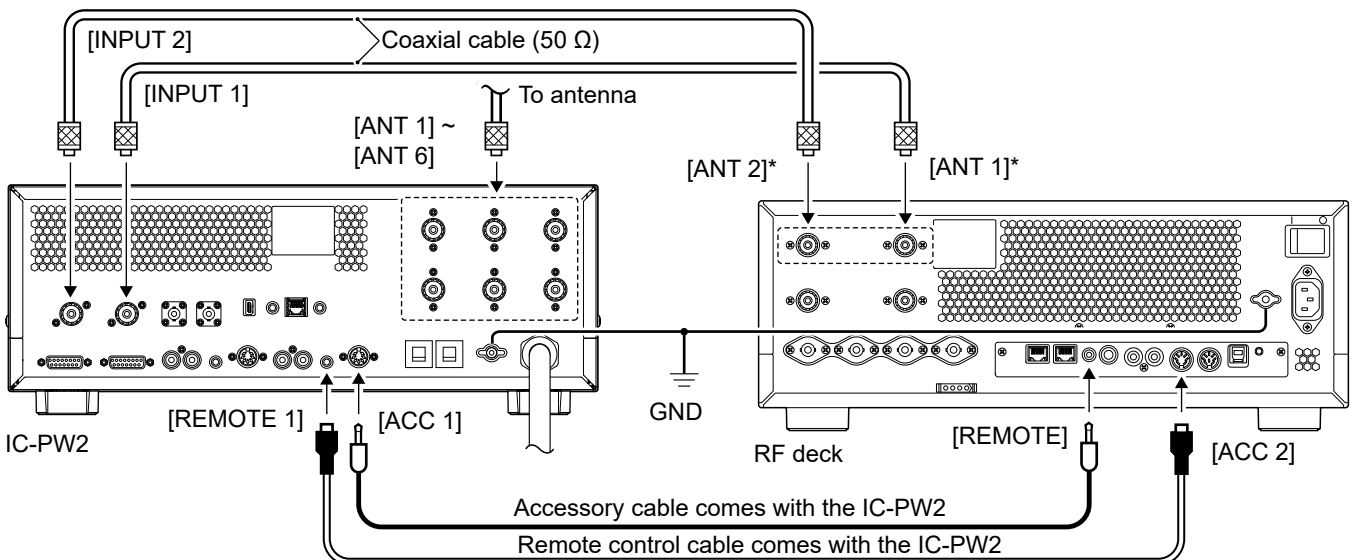 [INPUT 2]
Coaxial cable (50 Ω)
[INPUT 1]
To antenna
[ANT 1] ~
[ANT 6]
[ANT 2]*
[ANT 1]*
GND
[REMOTE 1]
[ACC 1]
[REMOTE]
[ACC 2]
IC-PW2
RF deck
Accessory cable comes with the IC-PW2
Remote control cable comes with the IC-PW2